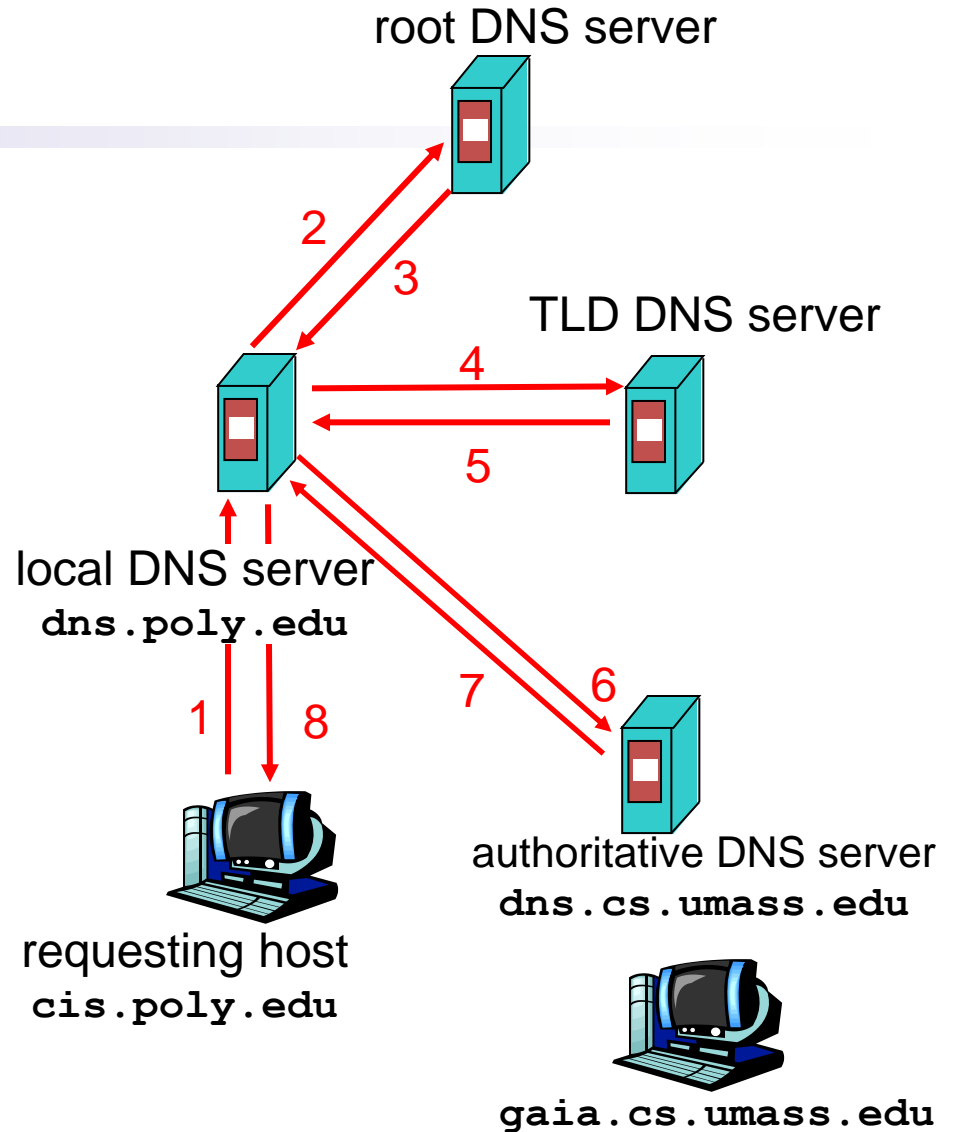 root DNS server
2
3
TLD DNS server
4
5
local DNS server
dns.poly.edu
1
8
7
6
authoritative DNS server
dns.cs.umass.edu
requesting host
cis.poly.edu
gaia.cs.umass.edu